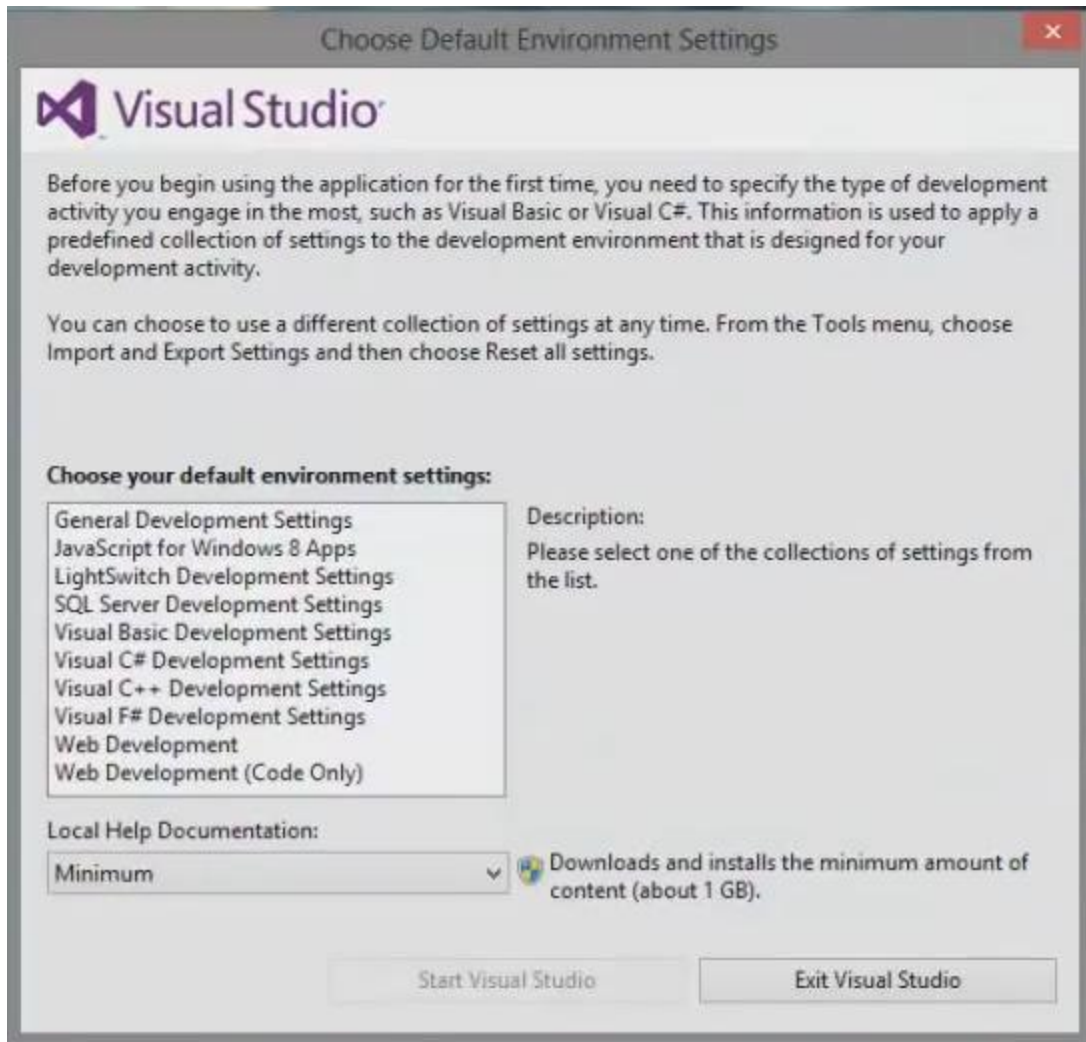 Choose Default Environment Settings
Visual Studio
Before you begin using the application for the first time, you need to specify the type of development
activity you engage in the most, such as Visual Basic or Visual C#. This information is used to apply a
predefined collection of settings to the development environment that is designed for your
development activity.
You can choose to use a different collection of settings at any time. From the Tools menu, choose
Import and Export Settings and then choose Reset all settings.
Choose your default environment settings:
General Development Settings
JavaScript for Windows 8 Apps
LightSwitch Development Settings
SQL Server Development Settings
Visual Basic Development Settings
Visual C# Development Settings
Visual C++ Development Settings
Visual F# Development Settings
Web Development
Web Development (Code Only)
Description:
Please select one of the collections of settings from
the list.
Local Help Documentation:
Minimum
Downloads and installs the minimum amount of
content (about 1 GB).
Start Visual Studio
Exit Visual Studio